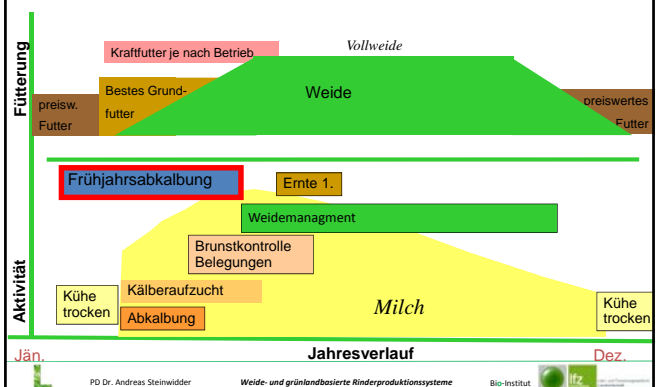 Fütterung
Kraftfutter je nach Betrieb
Vollweide
Bestes Grund-
futter
Weide
preisw.
Futter
preiswertes
Futter
Aktivität
Frühjahrsabkalbung
Ernte 1.
Weidemanagment
Brunstkontrolle
Belegungen
Kälberaufzucht
Kühe
trocken
Abkalbung
Milch
Kühe
trocken
Jän.
Jahresverlauf
Dez.
PD Dr. Andreas Steinwidder
Weide- und grünlandbasierte Rinderproduktionssysteme
Bio-Institut
lfz